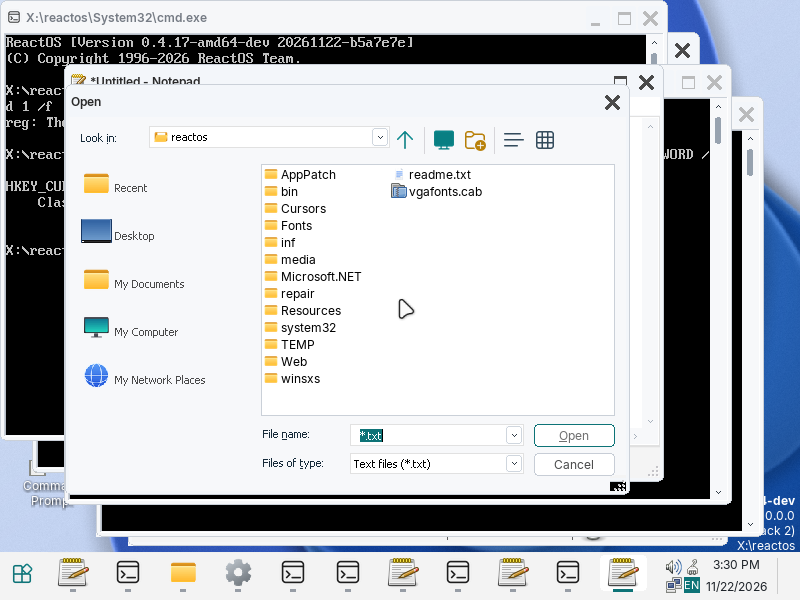 X:\reactos\System32\cmd.exe
ReactOS [Version 0.4.17-amd64-dev 20261122-b5a7e7e]
(C) Copyright 1996-2026 ReactOS Team.
*Untitled - Notepad
X:\react
d 1 /f
reg: The
X:\react
WORD /
HKEY_CU
Clas
X:\react
Open
Look in:
reactos
Recent
Desktop
My Documents
My Computer
My Network Places
AppPatch
bin
Cursors
Fonts
inf
media
Microsoft.NET
repair
Resources
system32
TEMP
Web
winsxs
readme.txt
vgafonts.cab
File name:
*.txt
Open
Files of type:
Text files (*.txt)
Cancel
Comma
Promp
4-dev
0.0.0
ack 2)
X:\reactos
EN
3:30 PM
11/22/2026